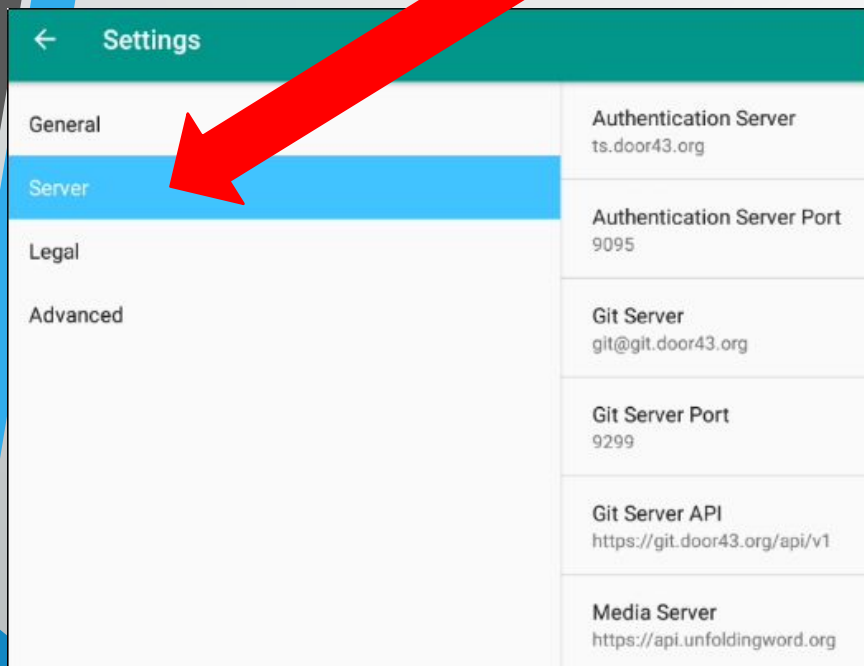 Settings
General
Server
Legal
Advanced
Authentication Server
ts.door43.org
Authentication Server Port
9095
Git Server
git@git.door43.org
Git Server Port
9299
Git Server API
https://git.door43.org/api/v1
Media Server
https://api.unfoldingword.org